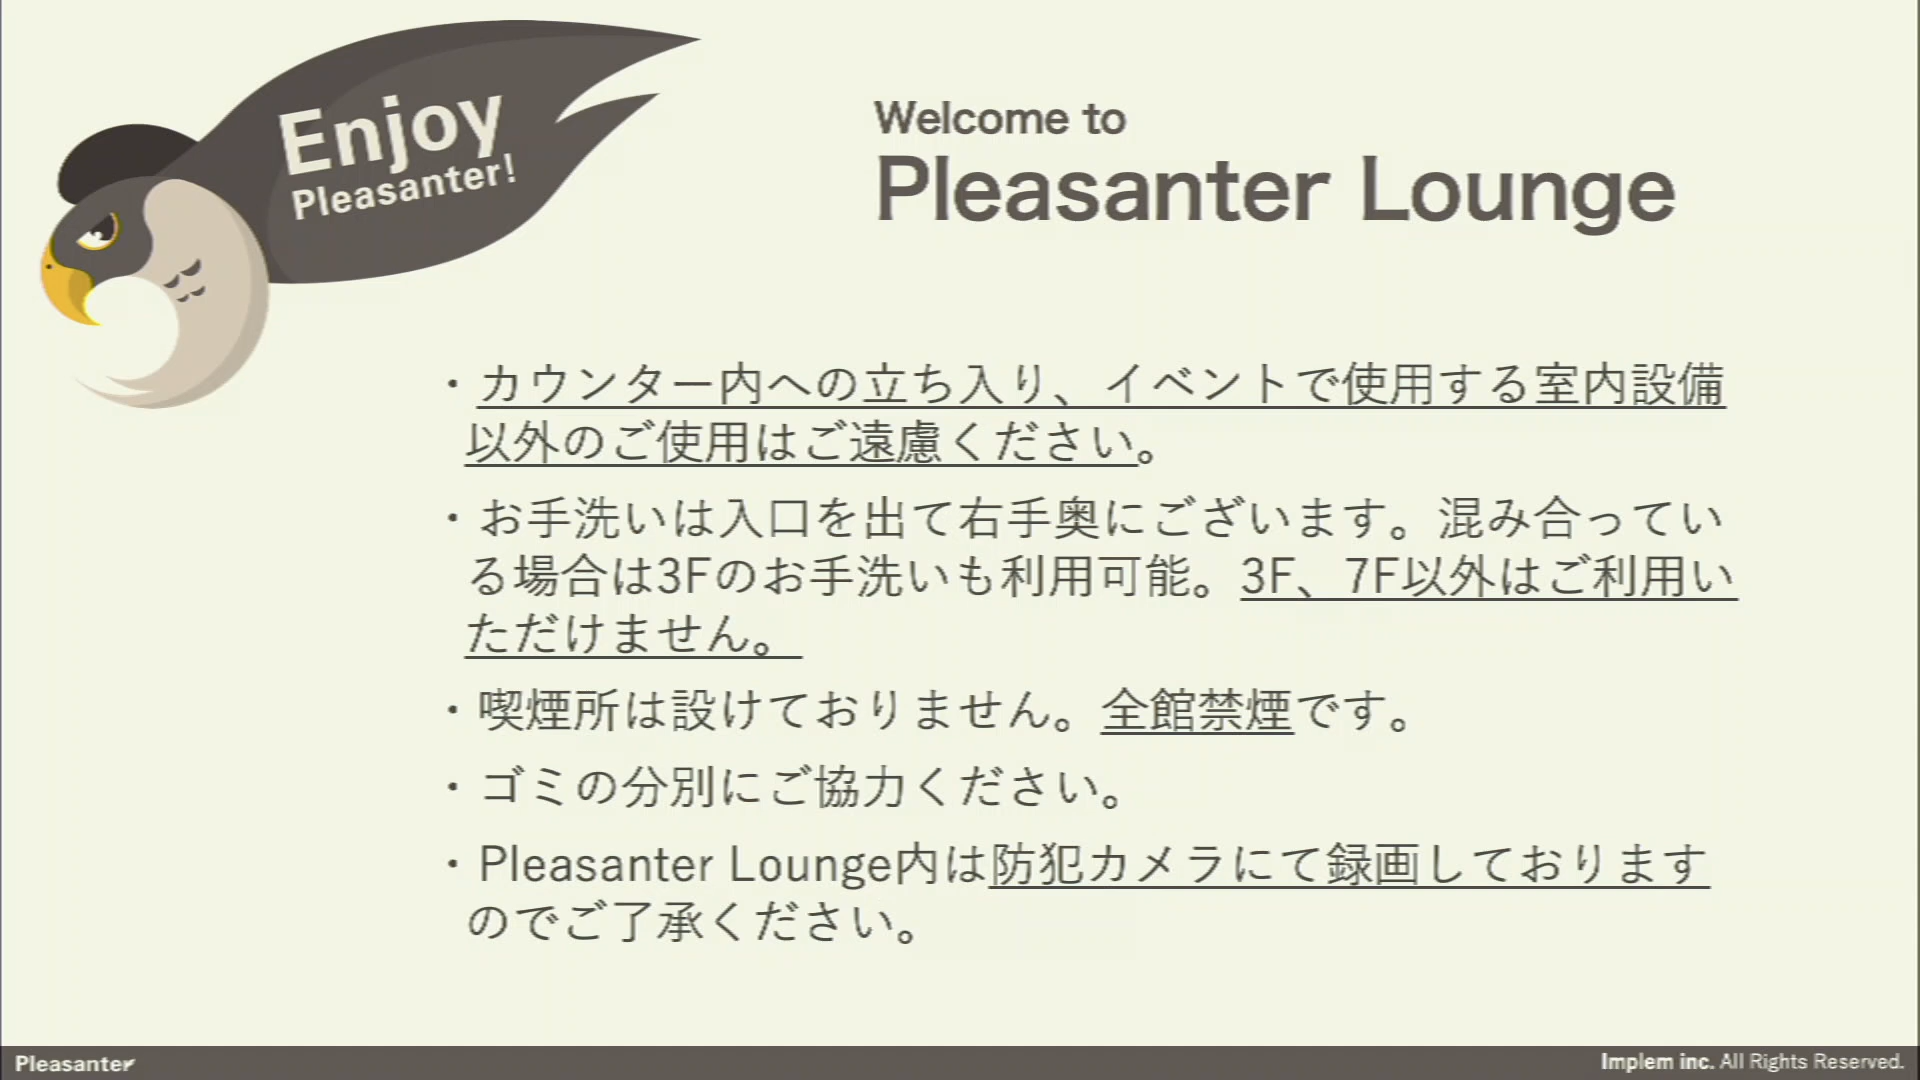 Enjoy
Pleasanter!
Welcome to
Pleasanter Lounge
・カウンター内への立ち入り、イベントで使用する室内設備
以外のご使用はご遠慮ください。
・お手洗いは入口を出て右手奥にございます。混み合ってい
る場合は3Fのお手洗いも利用可能。3F、7F以外はご利用い
ただけません。
・喫煙所は設けておりません。全館禁煙です。
・ゴミの分別にご協力ください。
・Pleasanter Lounge内は防犯カメラにて録画しております
のでご了承ください。
Pleasanter
Implem inc. All Rights Reserved.